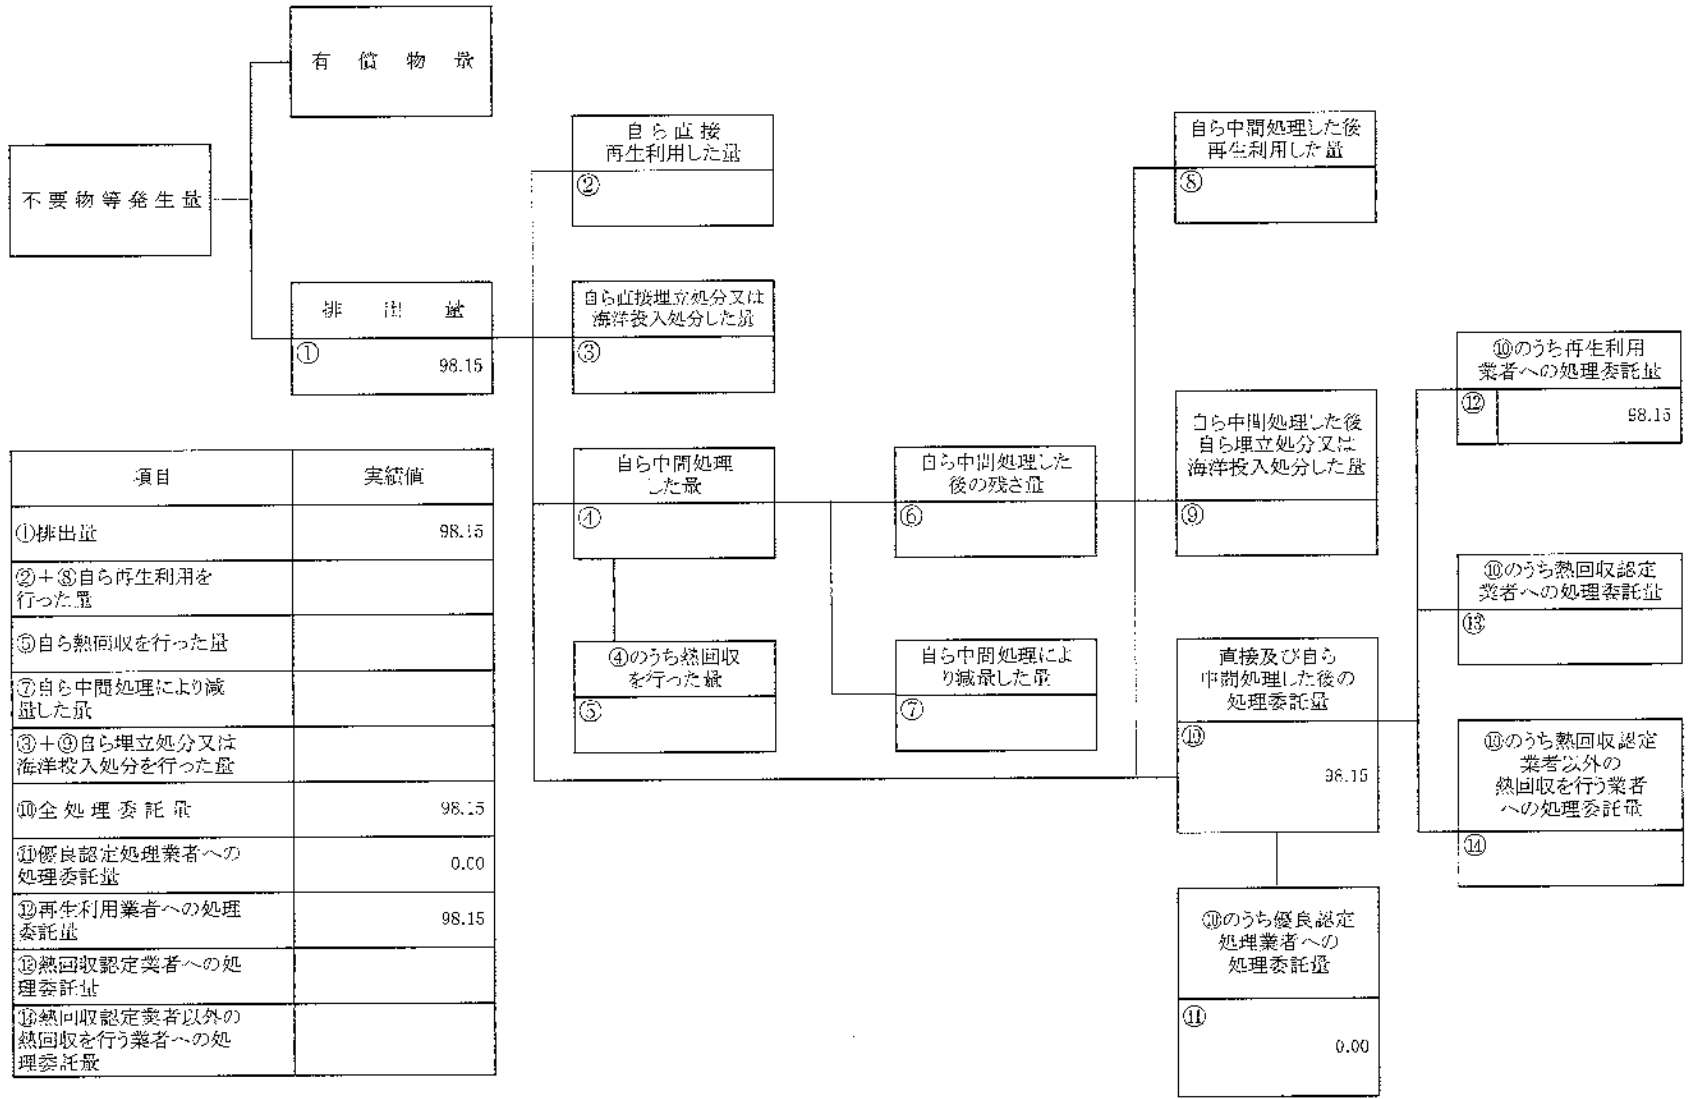 有償物量
不要物等発生量
排出量
①
98.15
自ら直接
再生利用した量
②
自ら直接埋立処分又は
海洋投入処分した量
③
自ら中間処理
した量
④
④のうち熱回収
を行った量
⑤
自ら中間処理した
後の残さ量
⑥
自ら中間処理によ
り減量した量
⑦
自ら中間処理した後
再生利用した量
⑧
自ら中間処理した後
自ら埋立処分又は
海洋投入処分した量
⑨
直接及び自ら
中間処理した後の
処理委託量
⑩
98.15
⑩のうち優良認定
処理業者への
処理委託量
⑪
0.00
⑩のうち再生利用
業者への処理委託量
⑫
98.15
⑩のうち熱回収認定
業者への処理委託量
⑬
⑩のうち熱回収認定
業者以外の
熱回収を行う業者
への処理委託量
⑭
項目 実績値
①排出量 98.15
②＋⑧自ら再生利用を
行った量
⑤自ら熱回収を行った量
⑦自ら中間処理により減
量した量
③＋⑨自ら埋立処分又は
海洋投入処分を行った量
⑩全処理委託量 98.15
⑪優良認定処理業者への
処理委託量 0.00
⑫再生利用業者への処理
委託量 98.15
⑬熱回収認定業者への処
理委託量
⑭熱回収認定業者以外の
熱回収を行う業者への処
理委託量